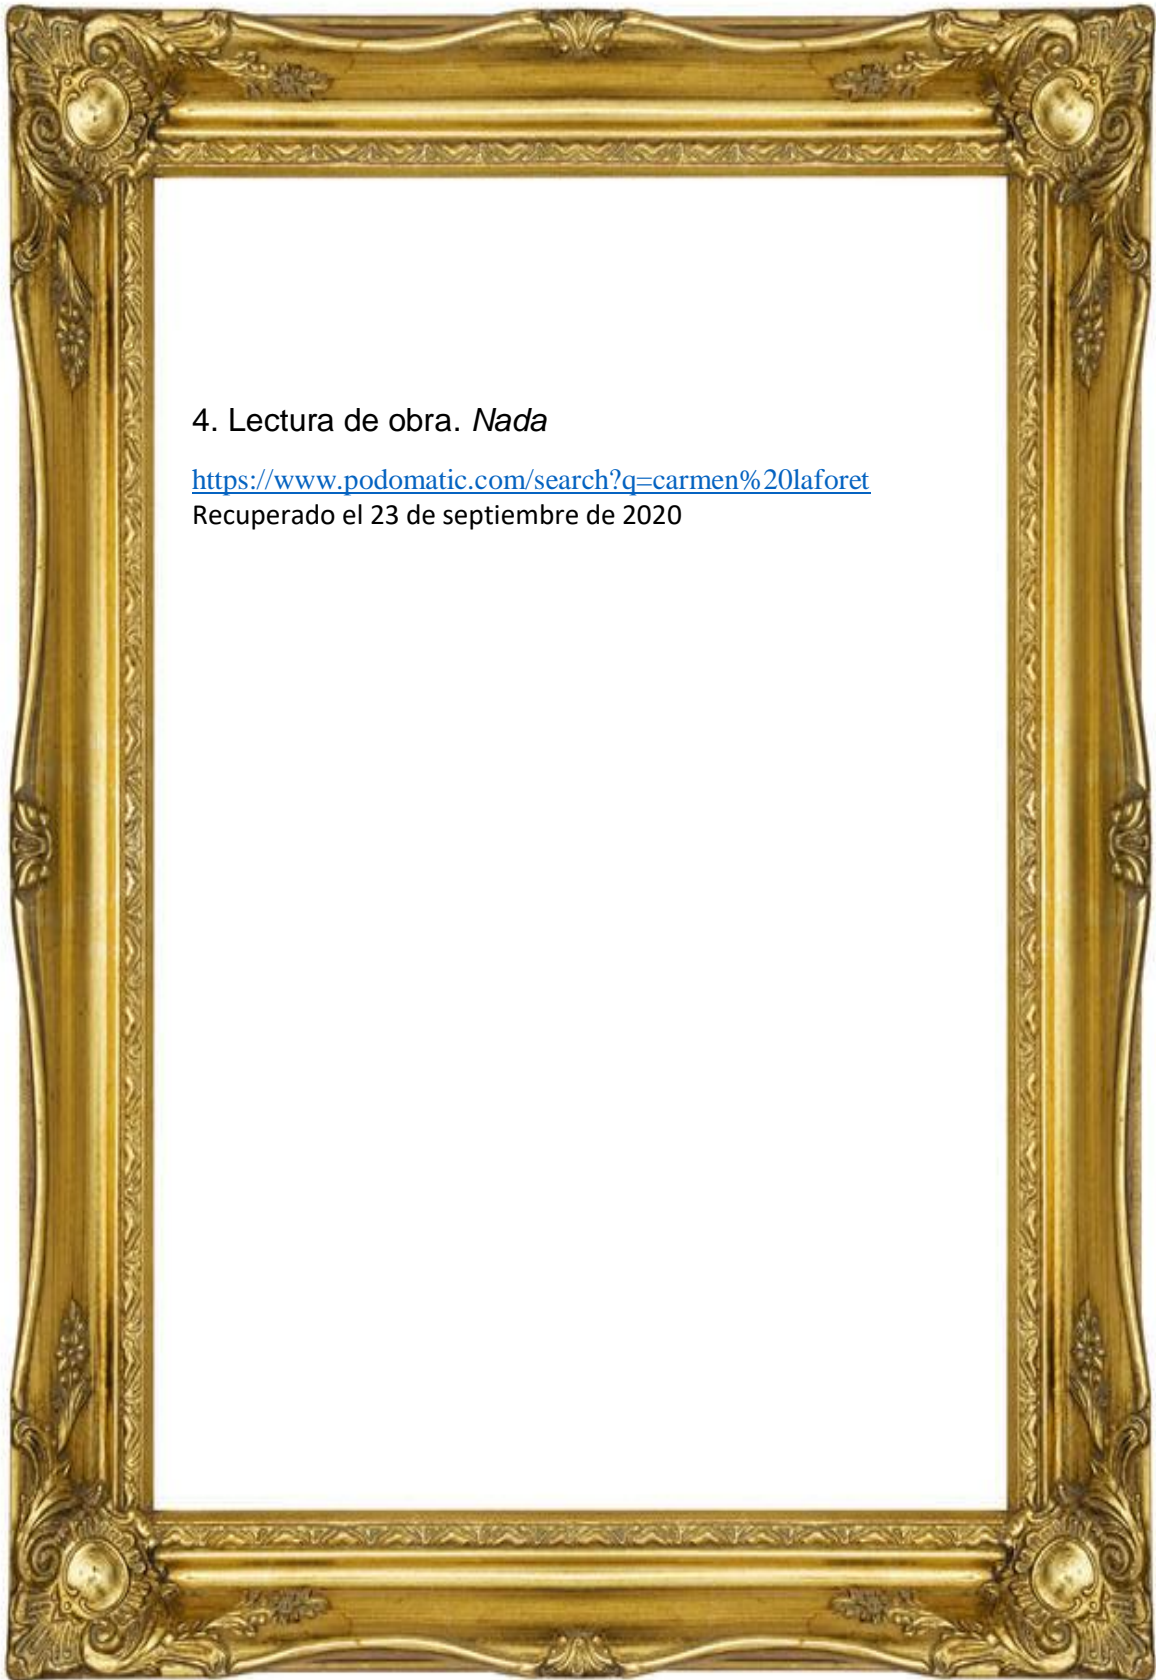 4. Lectura de obra. Nada
https://www.podomatic.com/search?q=carmen%20laforet
Recuperado el 23 de septiembre de 2020